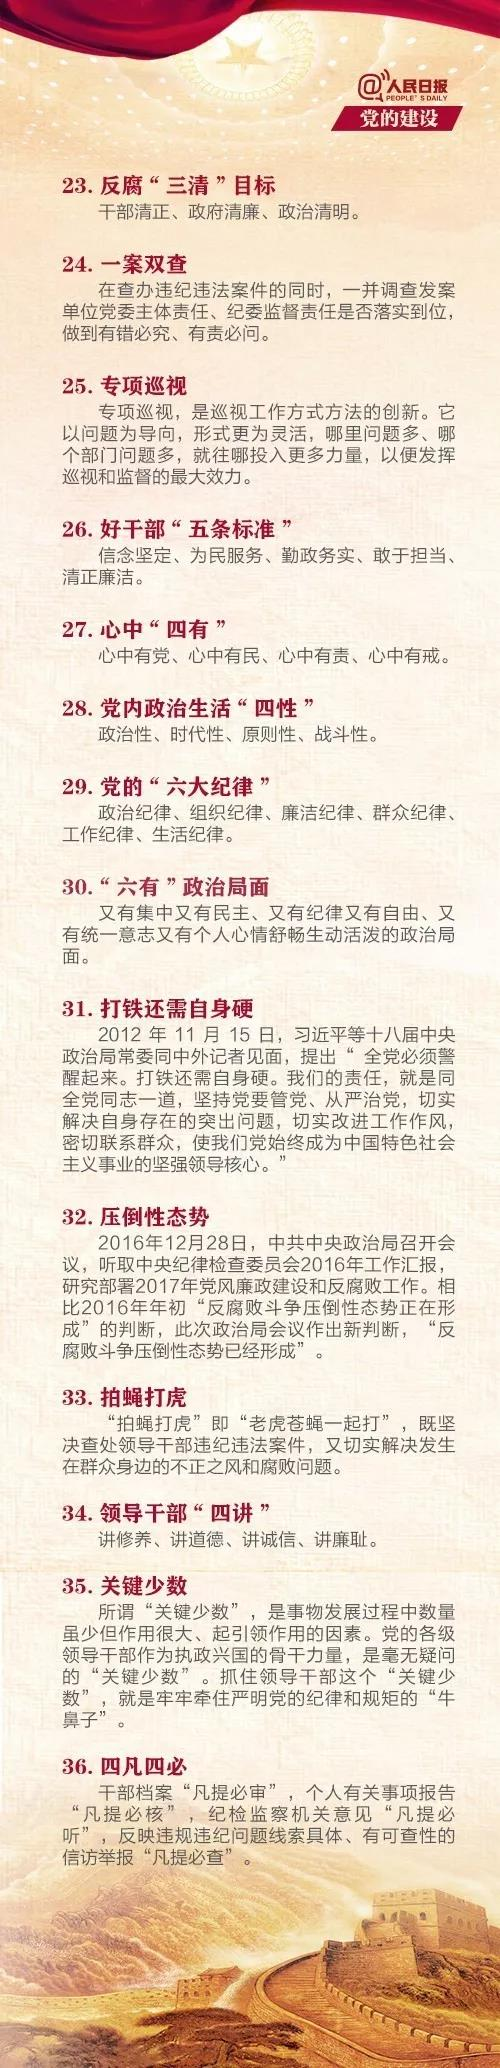 @人民日报
PEOPLE'S DAILY
党的建设
23. 反腐“三清”目标
干部清正、政府清廉、政治清明。
24. 一案双查
在查办违纪违法案件的同时，一并调查发案
单位党委主体责任、纪委监督责任是否落实到位，
做到有错必究、有责必问。
25. 专项巡视
专项巡视，是巡视工作方式方法的创新。它
以问题为导向，形式更为灵活，哪里问题多、哪
个部门问题多，就往哪投入更多力量，以便发挥
巡视和监督的最大效力。
26. 好干部“五条标准”
信念坚定、为民服务、勤政务实、敢于担当、
清正廉洁。
27. 心中“四有”
心中有党、心中有民、心中有责、心中有戒。
28. 党内政治生活“四性”
政治性、时代性、原则性、战斗性。
29. 党的“六大纪律”
政治纪律、组织纪律、廉洁纪律、群众纪律、
工作纪律、生活纪律。
30.“六有”政治局面
又有集中又有民主、又有纪律又有自由、又
有统一意志又有个人心情舒畅生动活泼的政治局
面。
31. 打铁还需自身硬
2012 年 11 月 15 日，习近平等十八届中央
政治局常委同中外记者见面，提出“ 全党必须警
醒起来。打铁还需自身硬。我们的责任，就是同
全党同志一道，坚持党要管党、从严治党，切实
解决自身存在的突出问题，切实改进工作作风，
密切联系群众，使我们党始终成为中国特色社会
主义事业的坚强领导核心。”
32. 压倒性态势
2016年12月28日，中共中央政治局召开会
议，听取中央纪律检查委员会2016年工作汇报，
研究部署2017年党风廉政建设和反腐败工作。相
比2016年年初“反腐败斗争压倒性态势正在形
成”的判断，此次政治局会议作出新判断，“反
腐败斗争压倒性态势已经形成”。
33. 拍蝇打虎
“拍蝇打虎”即“老虎苍蝇一起打”，既坚
决查处领导干部违纪违法案件，又切实解决发生
在群众身边的不正之风和腐败问题。
34. 领导干部“四讲”
讲修养、讲道德、讲诚信、讲廉耻。
35. 关键少数
所谓“关键少数”，是事物发展过程中数量
虽少但作用很大、起引领作用的因素。党的各级
领导干部作为执政兴国的骨干力量，是毫无疑问
的“关键少数”。抓住领导干部这个“关键少
数”，就是牢牢牵住严明党的纪律和规矩的“牛
鼻子”。
36. 四凡四必
干部档案“凡提必审”，个人有关事项报告
“凡提必核”，纪检监察机关意见“凡提必
听”，反映违规违纪问题线索具体、有可查性的
信访举报“凡提必查”。